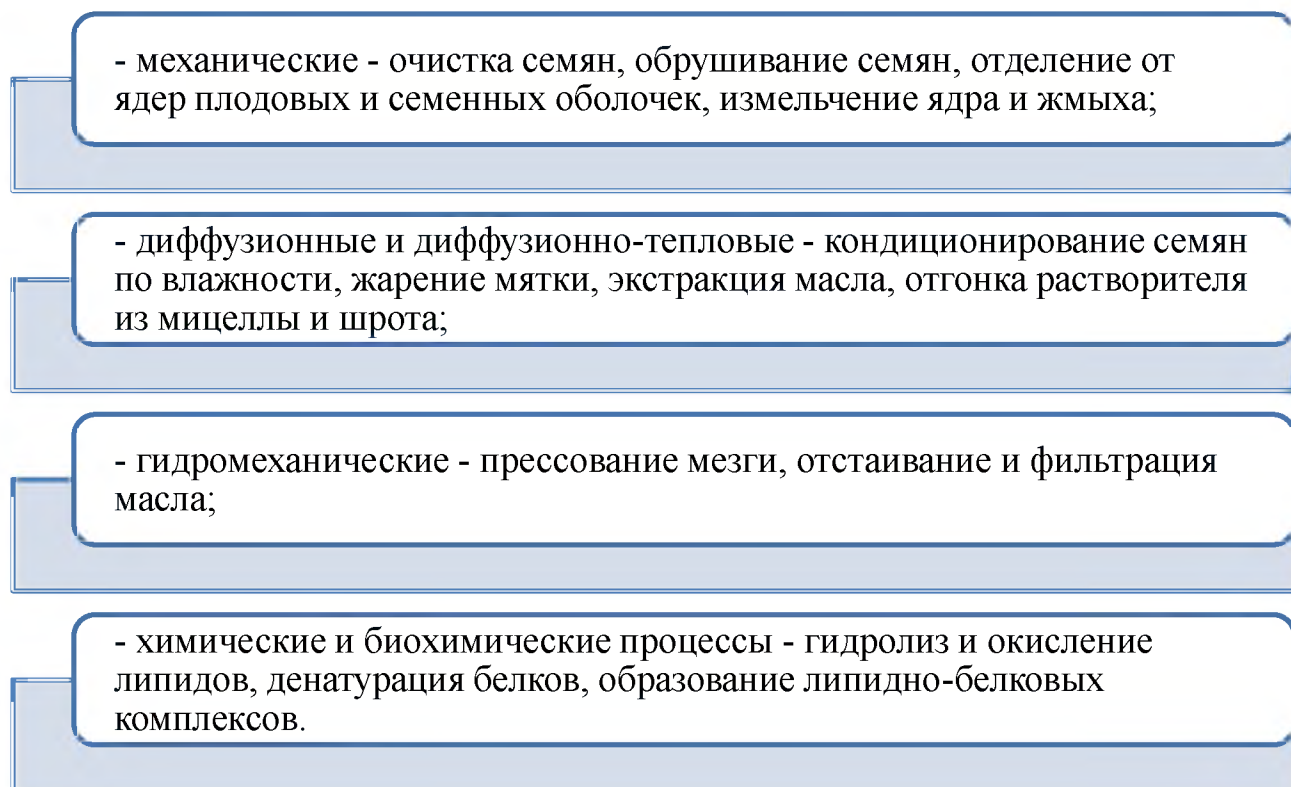 - механические - очистка семян, обрушивание семян, отделение от
ядер плодовых и семенных оболочек, измельчение ядра и жмыха;
- диффузионные и диффузионно-тепловые - кондиционирование семян
по влажности, жарение мятки, экстракция масла, отгонка растворителя
из мицеллы и шрота;
- гидромеханические - прессование мезги, отстаивание и фильтрация
масла;
- химические и биохимические процессы - гидролиз и окисление
липидов, денатурация белков, образование липидно-белковых
комплексов.